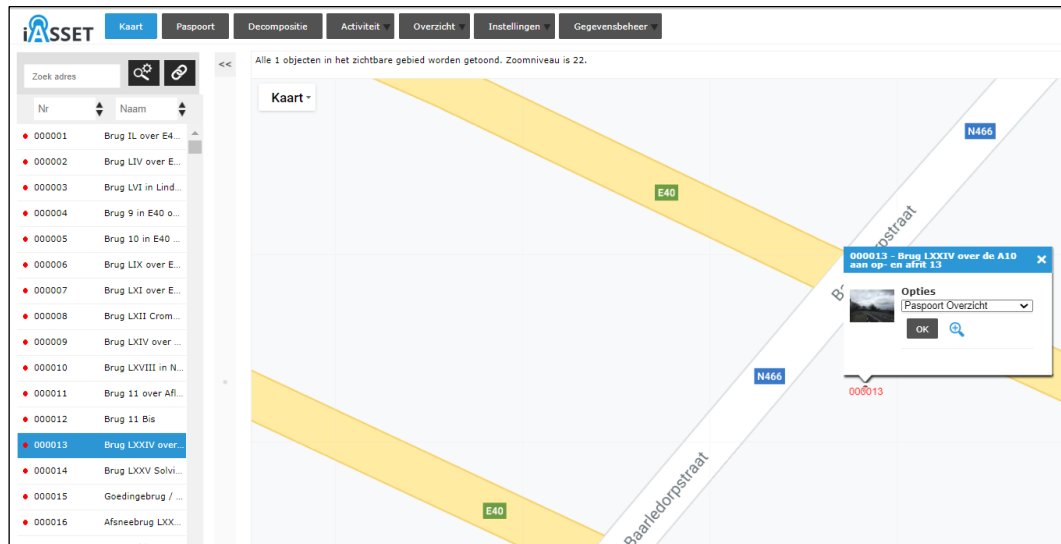 iASSET
Kaart
Paspoort
Decompositie
Activiteit
Overzicht
Instellingen
Gegevensbeheer
Zoek adres
<<
Alle 1 objecten in het zichtbare gebied worden getoond. Zoomniveau is 22.
Nr Naam
000001 Brug IL over E4...
000002 Brug LIV over E...
000003 Brug LVI in Lind...
000004 Brug 9 in E40 o...
000005 Brug 10 in E40 ...
000006 Brug LIX over E...
000007 Brug LXI over E...
000008 Brug LXII Crom...
000009 Brug LXIV over ...
000010 Brug LXVIII in N...
000011 Brug 11 over Afl...
000012 Brug 11 Bis
000013 Brug LXXIV over...
000014 Brug LXXV Solvi...
000015 Goedingebrug / ...
000016 Afsneebrug LXX...
Kaart
N466
E40
000013 - Brug LXXIV over de A10
aan op- en afrit 13
Opties
Paspoort Overzicht
OK
N466
000013
Baarledorpstraat
E40